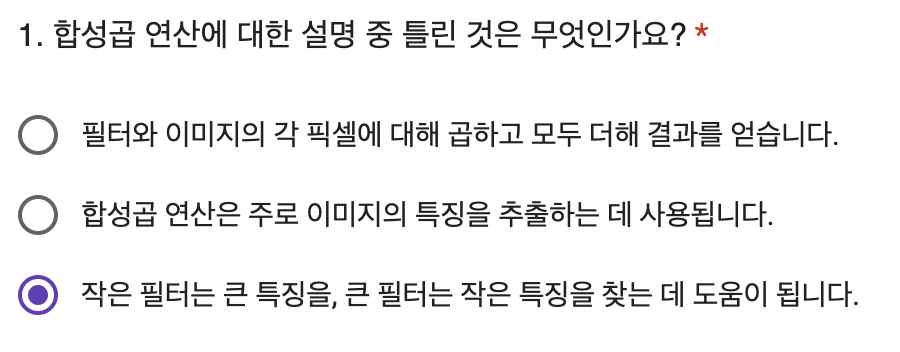 1. 합성곱 연산에 대한 설명 중 틀린 것은 무엇인가요? *
필터와 이미지의 각 픽셀에 대해 곱하고 모두 더해 결과를 얻습니다.
합성곱 연산은 주로 이미지의 특징을 추출하는 데 사용됩니다.
작은 필터는 큰 특징을, 큰 필터는 작은 특징을 찾는 데 도움이 됩니다.